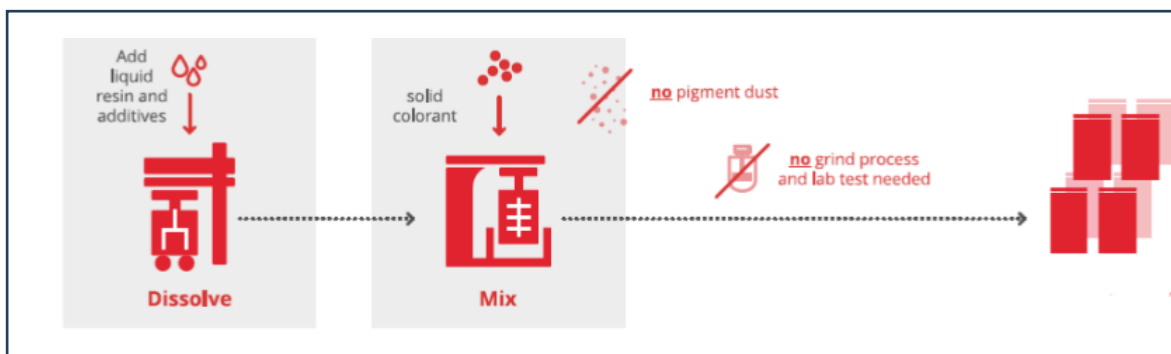 Add
liquid
resin and
additives
Dissolve
solid
colorant
Mix
no pigment dust
no grind process
and lab test needed